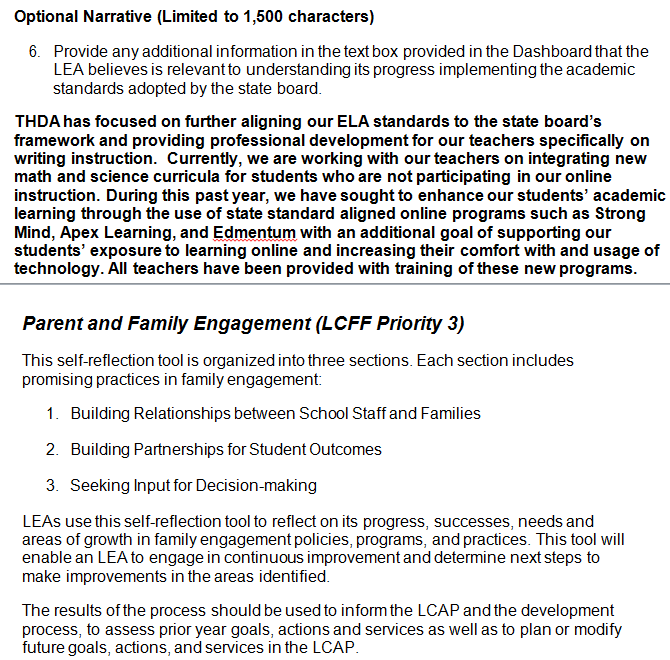 Optional Narrative (Limited to 1,500 characters)
6. Provide any additional information in the text box provided in the Dashboard that the
LEA believes is relevant to understanding its progress implementing the academic
standards adopted by the state board.
THDA has focused on further aligning our ELA standards to the state board's
framework and providing professional development for our teachers specifically on
writing instruction.  Currently, we are working with our teachers on integrating new
math and science curricula for students who are not participating in our online
instruction. During this past year, we have sought to enhance our students' academic
learning through the use of state standard aligned online programs such as Strong
Mind, Apex Learning, and Edmentum with an additional goal of supporting our
students' exposure to learning online and increasing their comfort with and usage of
technology. All teachers have been provided with training of these new programs.
Parent and Family Engagement (LCFF Priority 3)
This self-reflection tool is organized into three sections. Each section includes
promising practices in family engagement:
1. Building Relationships between School Staff and Families
2. Building Partnerships for Student Outcomes
3. Seeking Input for Decision-making
LEAs use this self-reflection tool to reflect on its progress, successes, needs and
areas of growth in family engagement policies, programs, and practices. This tool will
enable an LEA to engage in continuous improvement and determine next steps to
make improvements in the areas identified.
The results of the process should be used to inform the LCAP and the development
process, to assess prior year goals, actions and services as well as to plan or modify
future goals, actions, and services in the LCAP.